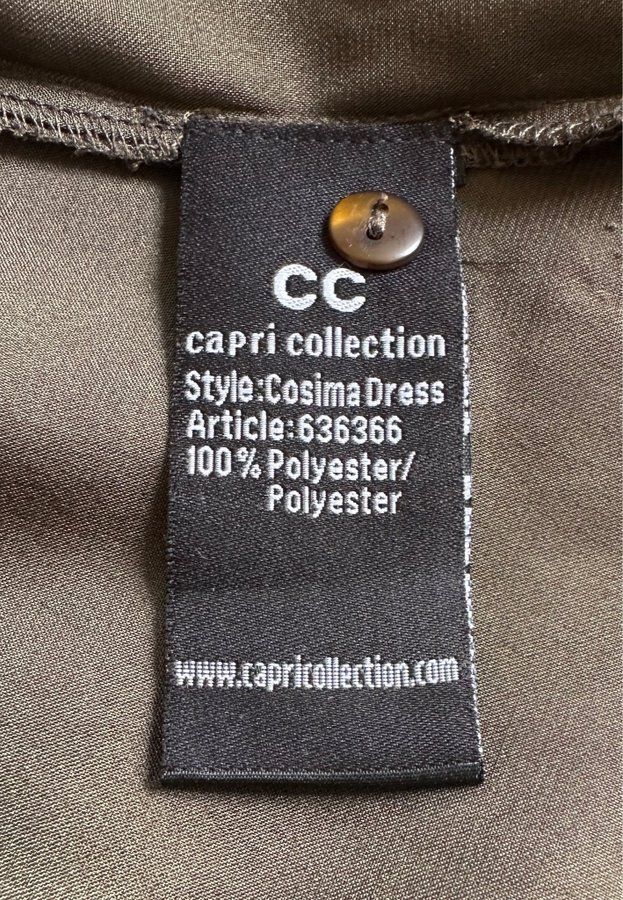 CC
capri collection
Style:Cosima Dress
Article:636366
100% Polyester/
Polyester
www.capricollection.com